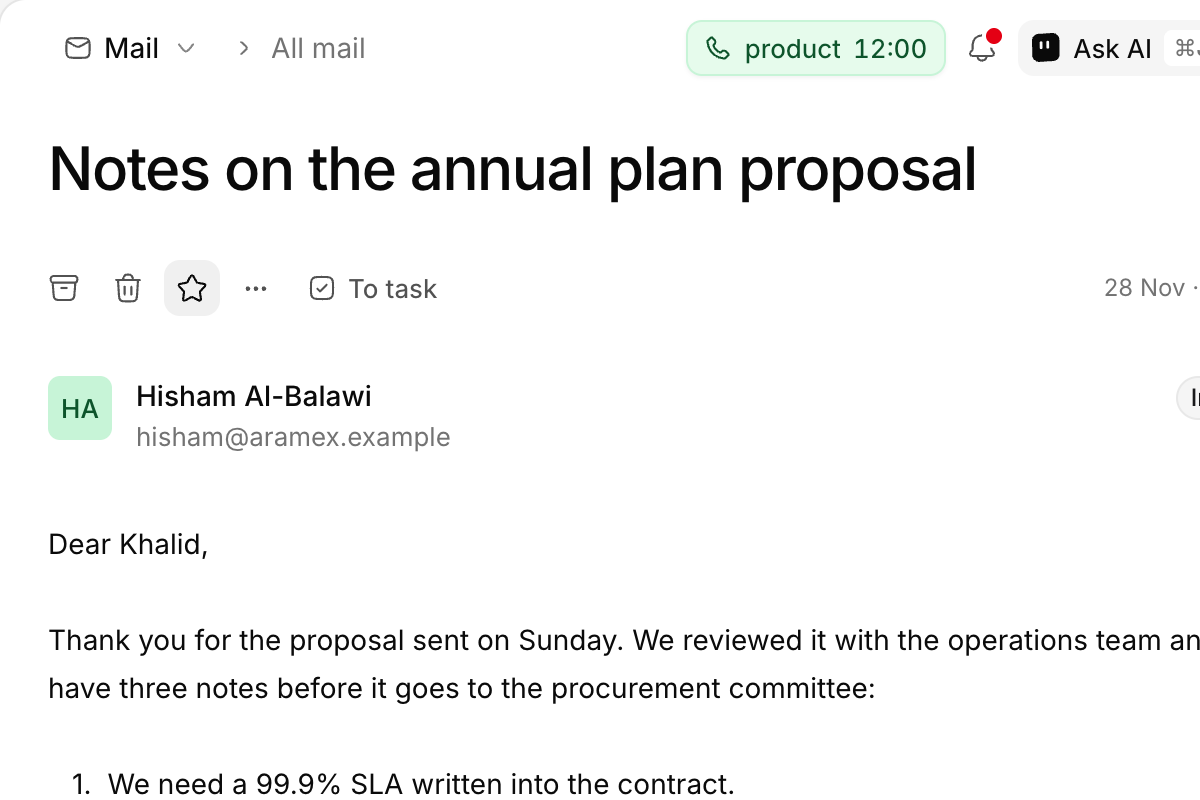 Mail
All mail
product 12:00
Ask AI
Notes on the annual plan proposal
To task
28 Nov ·
HA
Hisham Al-Balawi
hisham@aramex.example
Dear Khalid,
Thank you for the proposal sent on Sunday. We reviewed it with the operations team
have three notes before it goes to the procurement committee:
1. We need a 99.9% SLA written into the contract.